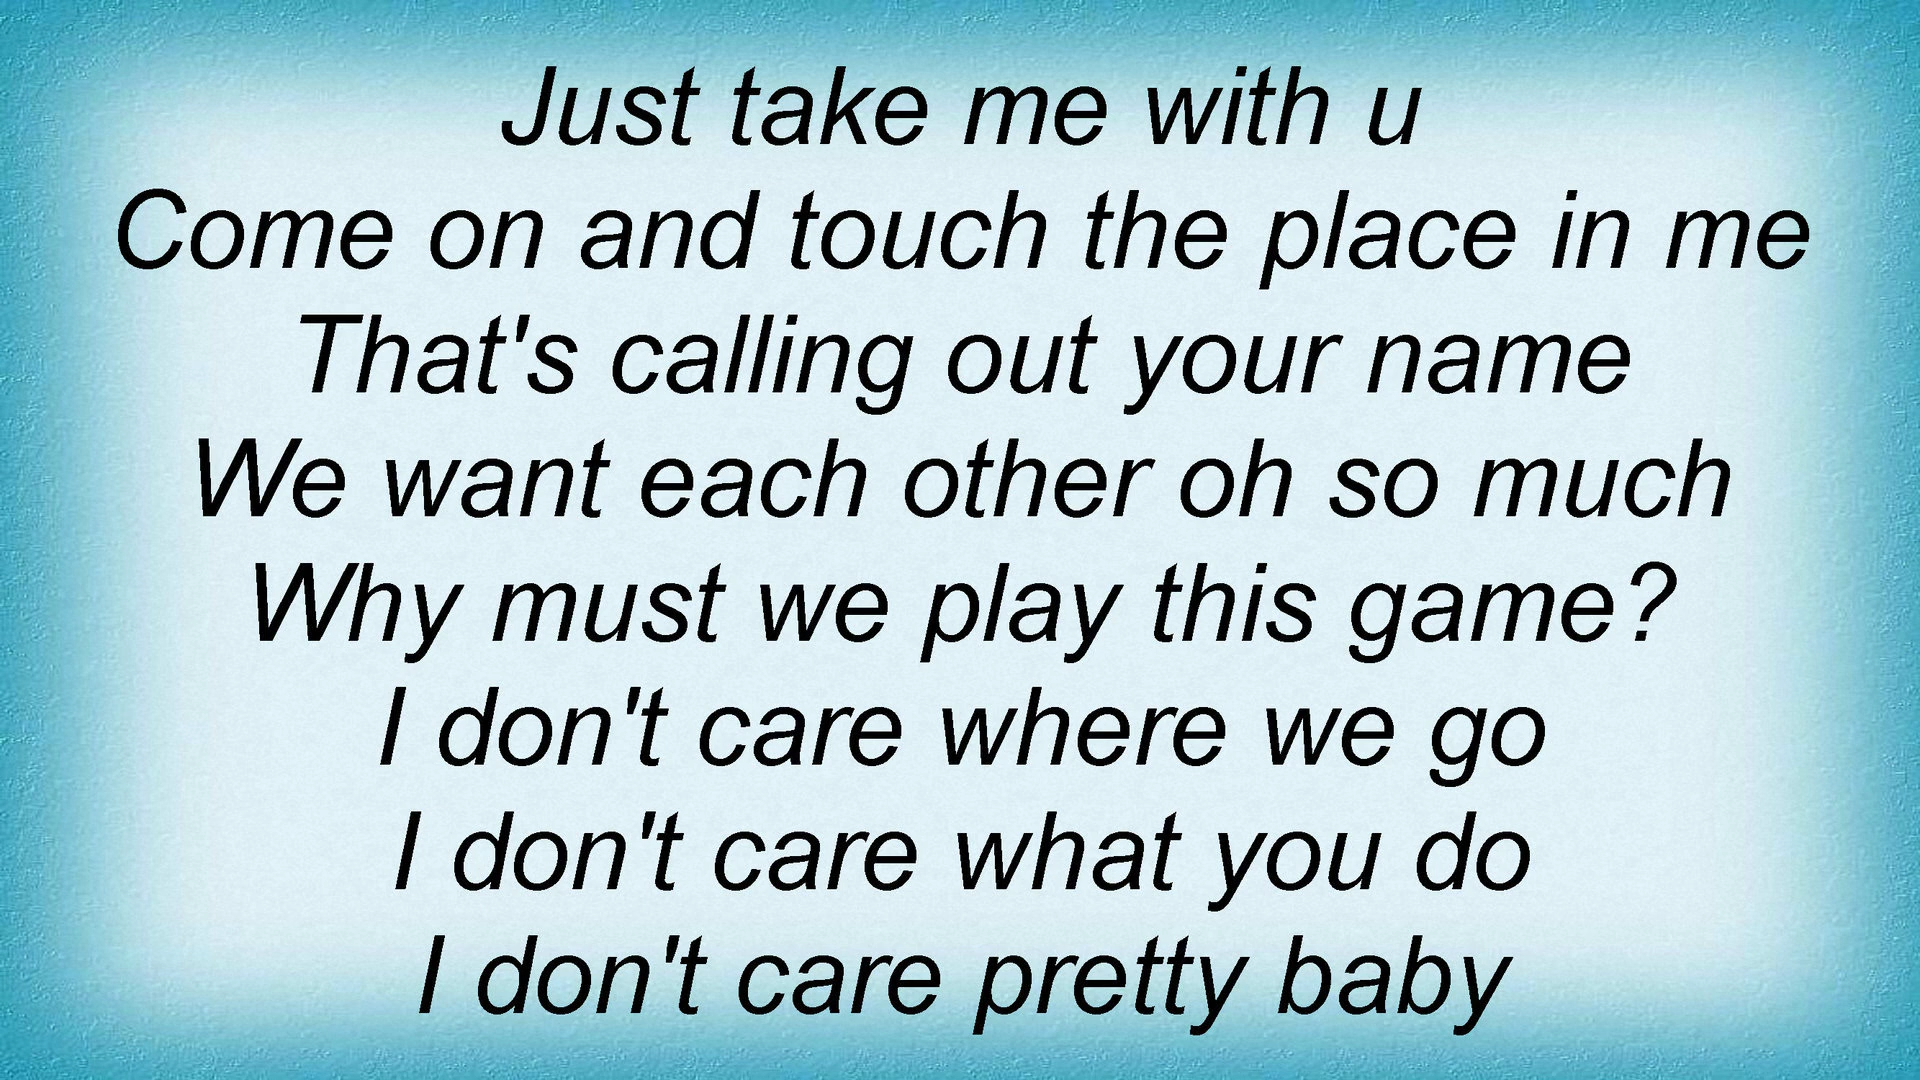 Just take me with u
Come on and touch the place in me
That's calling out your name
We want each other oh so much
Why must we play this game?
I don't care where we go
I don't care what you do
I don't care pretty baby